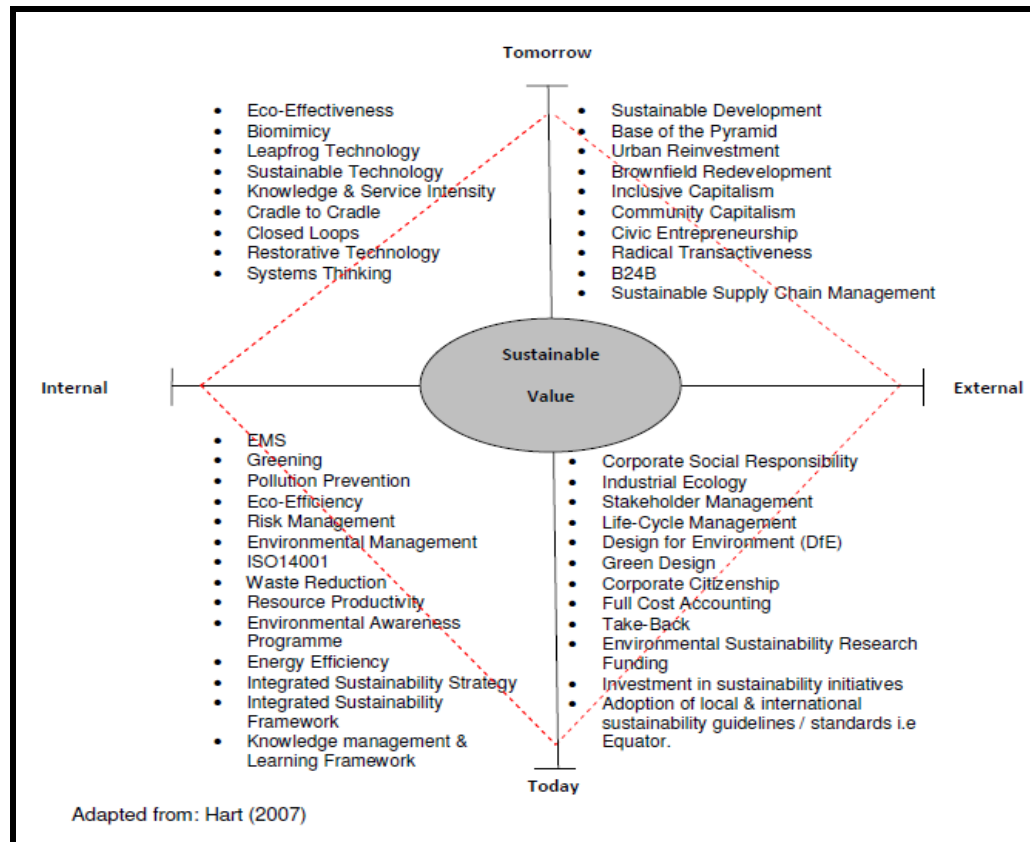 Tomorrow
• Eco-Effectiveness
• Biomimicy
• Leapfrog Technology
• Sustainable Technology
• Knowledge & Service Intensity
• Cradle to Cradle
• Closed Loops
• Restorative Technology
• Systems Thinking
• Sustainable Development
• Base of the Pyramid
• Urban Reinvestment
• Brownfield Redevelopment
• Inclusive Capitalism
• Community Capitalism
• Civic Entrepreneurship
• Radical Transactiveness
• B24B
• Sustainable Supply Chain Management
Internal
Sustainable
Value
External
• EMS
• Greening
• Pollution Prevention
• Eco-Efficiency
• Risk Management
• Environmental Management
• ISO14001
• Waste Reduction
• Resource Productivity
• Environmental Awareness
Programme
• Energy Efficiency
• Integrated Sustainability Strategy
• Integrated Sustainability
Framework
• Knowledge management &
Learning Framework
• Corporate Social Responsibility
• Industrial Ecology
• Stakeholder Management
• Life-Cycle Management
• Design for Environment (DfE)
• Green Design
• Corporate Citizenship
• Full Cost Accounting
• Take-Back
• Environmental Sustainability Research
Funding
• Investment in sustainability initiatives
• Adoption of local & international
sustainability guidelines / standards i.e
Equator.
Today
Adapted from: Hart (2007)